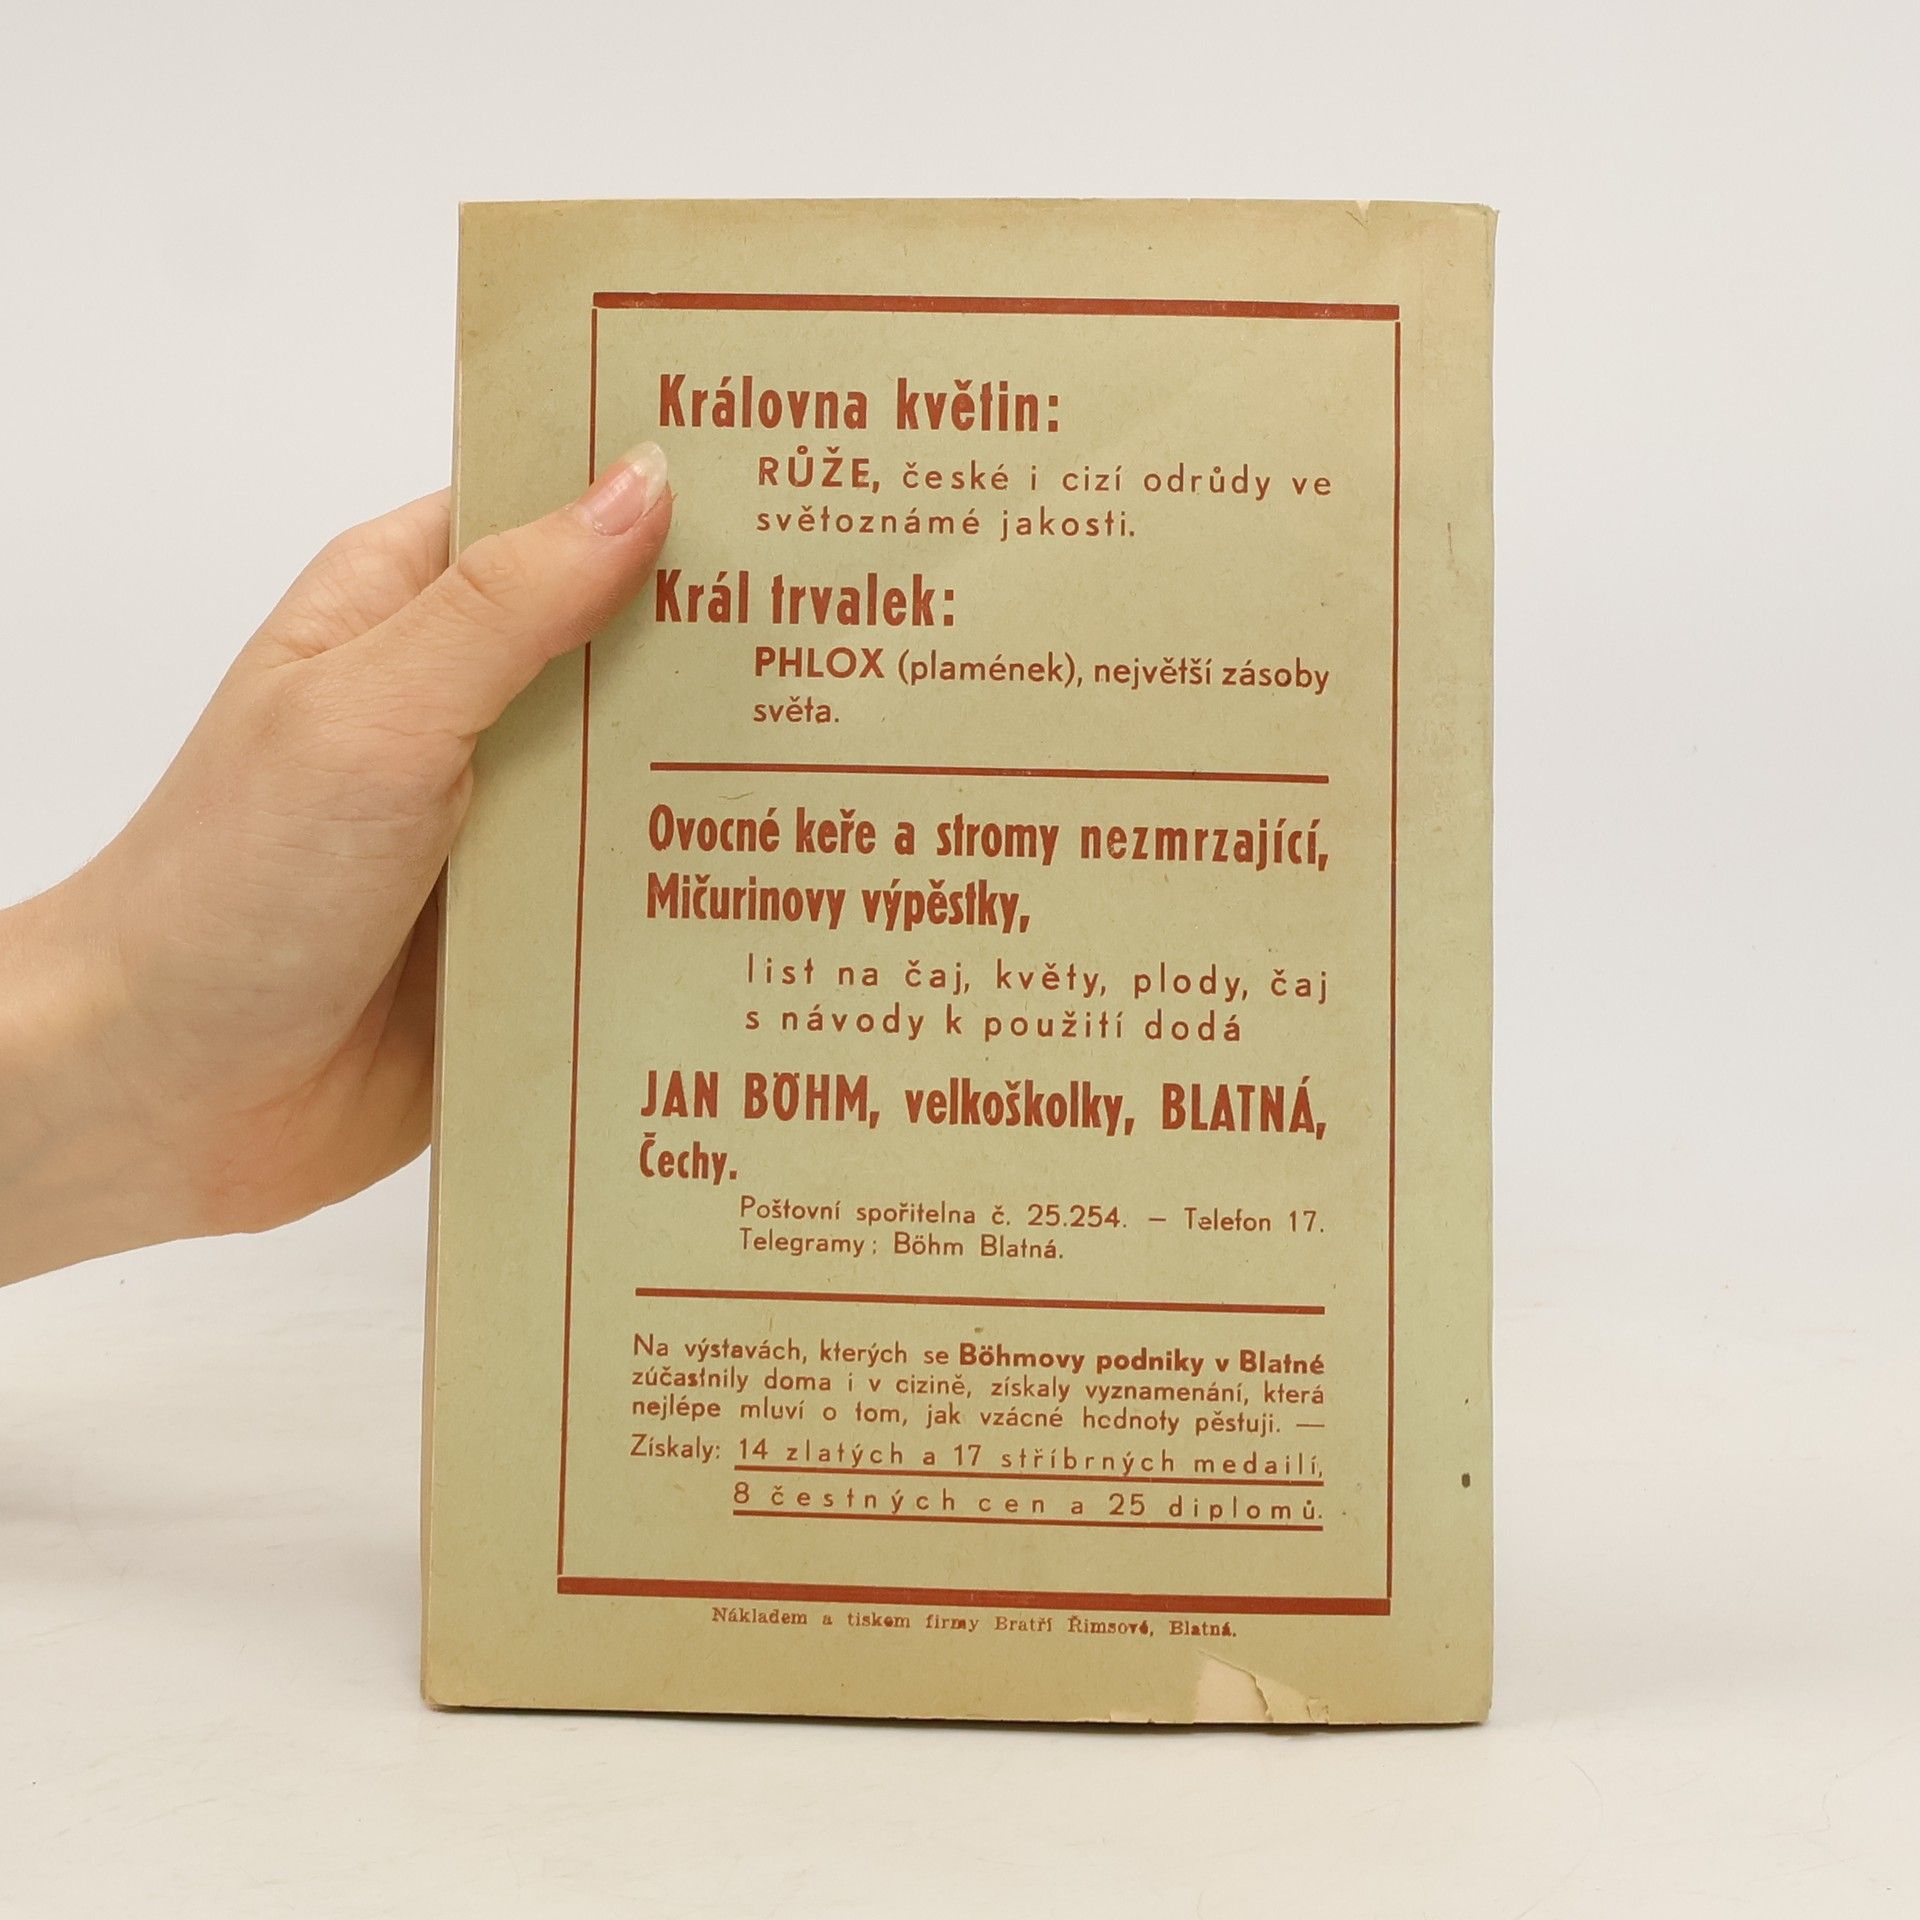 Královna květin:
RŮŽE, české i cizí odrůdy ve
světoznámé jakosti.
Král trvalek:
PHLOX (plamének), největší zásoby
světa.
Ovocné keře a stromy nezmrzající,
Mičurinovy výpěstky,
list na čaj, květy, plody, čaj
s návody k použití dodá
JAN BÖHM, velkoškolky, BLATNÁ,
Čechy.
Poštovní spořitelna č. 25.254. — Telefon 17.
Telegramy: Böhm Blatná.
Na výstavách, kterých se Böhmovy podniky v Blatné
zúčastnily doma i v cizině, získaly vyznamenání, která
nejlépe mluví o tom, jak vzácné hodnoty pěstuji. —
Získaly: 14 zlatých a 17 stříbrných medailí,
8 čestných cen a 25 diplomů.
Nákladem a tiskem firmy Bratří Římsové, Blatná.